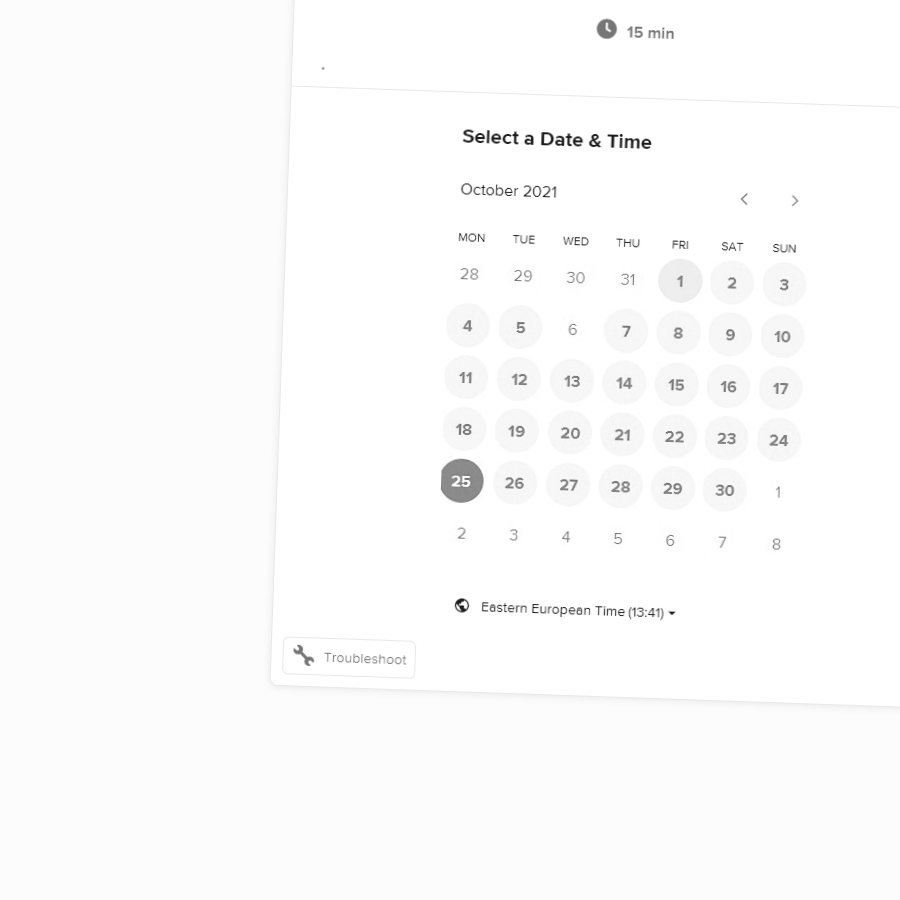 15 min
.
Select a Date & Time
October 2021
MON TUE WED THU FRI SAT SUN
28 29 30 31 1 2 3
4 5 6 7 8 9 10
11 12 13 14 15 16 17
18 19 20 21 22 23 24
25 26 27 28 29 30 1
2 3 4 5 6 7 8
Eastern European Time (13:41)
Troubleshoot